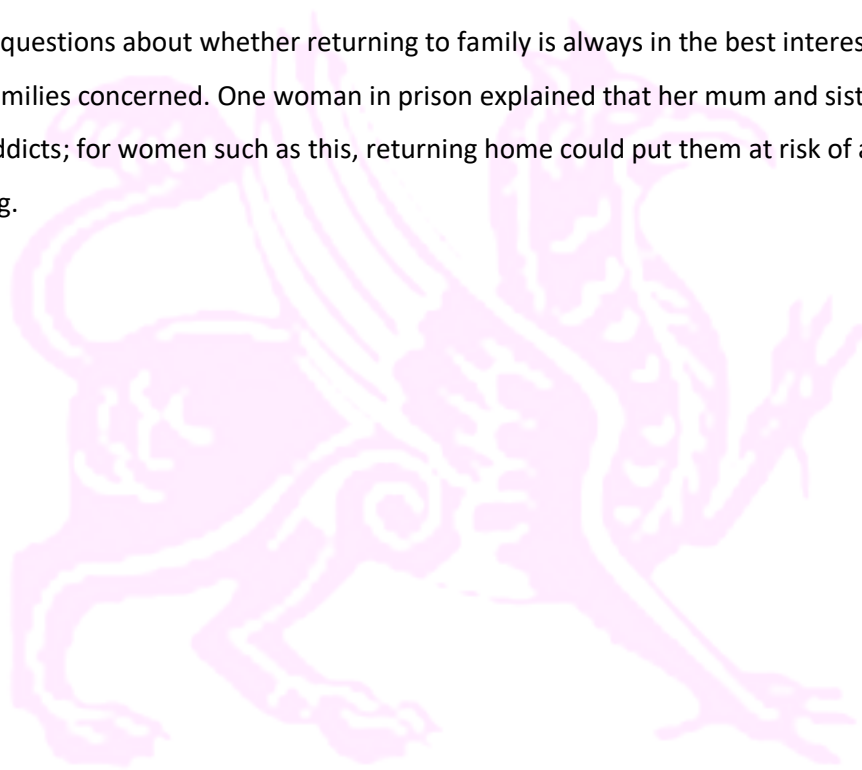 questions about whether returning to family is always in the best interes
milies concerned. One woman in prison explained that her mum and sist
ddicts; for women such as this, returning home could put them at risk of a
g.